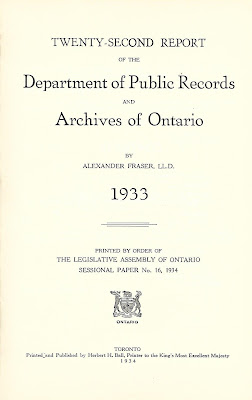 TWENTY-SECOND REPORT
OF THE
Department of Public Records
AND
Archives of Ontario
BY
ALEXANDER FRASER, LL.D.
1933
PRINTED BY ORDER OF
THE LEGISLATIVE ASSEMBLY OF ONTARIO
SESSIONAL PAPER No. 16, 1934
ONTARIO
TORONTO
Printed and Published by Herbert H. Ball, Printer to the King's Most Excellent Majesty
1934